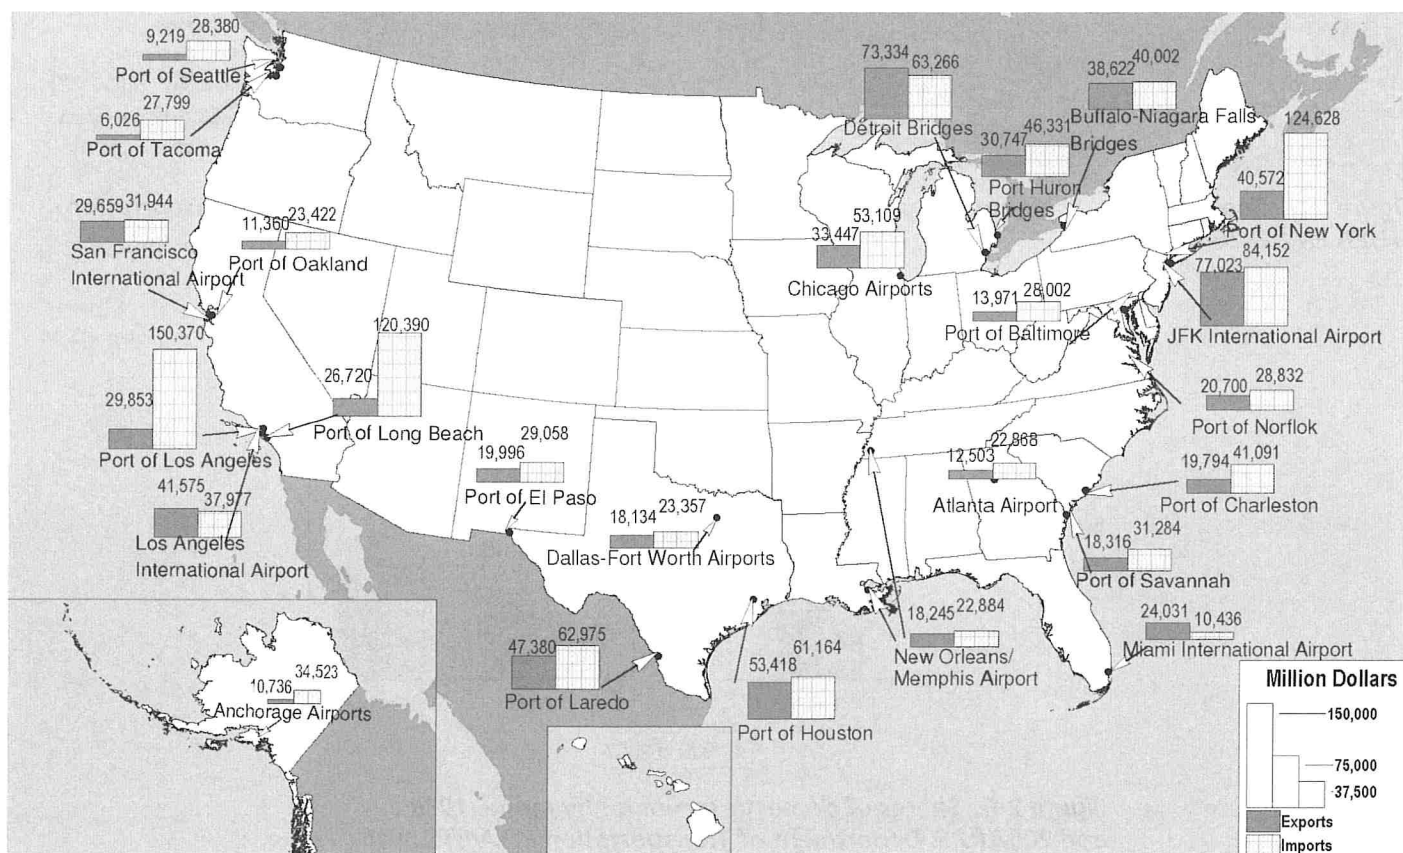 9,219 28,380
Port of Seattle
6,026 27,799
Port of Tacoma
29,659 31,944
San Francisco
International Airport
11,360 23,422
Port of Oakland
150,370
29,853
Port of Los Angeles
120,390
26,720
Port of Long Beach
41,575
37,977
Los Angeles
International Airport
19,996
29,058
Port of El Paso
18,134 23,357
Dallas-Fort Worth Airports
47,380
62,975
Port of Laredo
53,418
61,164
Port of Houston
18,245 22,884
New Orleans/
Memphis Airport
73,334
63,266
Detroit Bridges
30,747
46,331
Port Huron
Bridges
38,622
40,002
Buffalo-Niagara Falls
Bridges
33,447
53,109
Chicago Airports
124,628
40,572
Port of New York
84,152
77,023
JFK International Airport
13,971 28,002
Port of Baltimore
20,700 28,832
Port of Norflok
12,503 22,868
Atlanta Airport
19,794
41,091
Port of Charleston
18,316
31,284
Port of Savannah
24,031
10,436
Miami International Airport
10,736
34,523
Anchorage Airports
Million Dollars
150,000
75,000
37,500
Exports
Imports